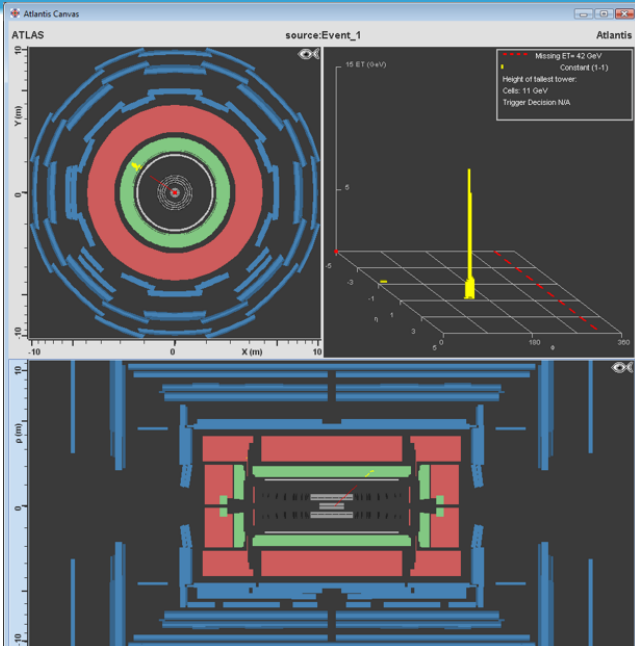 Atlantis Canvas
ATLAS source:Event_1 Atlantis
10
Y (m)
0
-10
-10 0 X (m) 10
15 ET (GeV)
5
Missing ET= 42 GeV
Constant (1-1)
Height of tallest tower:
Cells: 11 GeV
Trigger Decision N/A
-5
-3
-1
η
1
3
5
0 180 φ 360
10
ρ (m)
0
-10